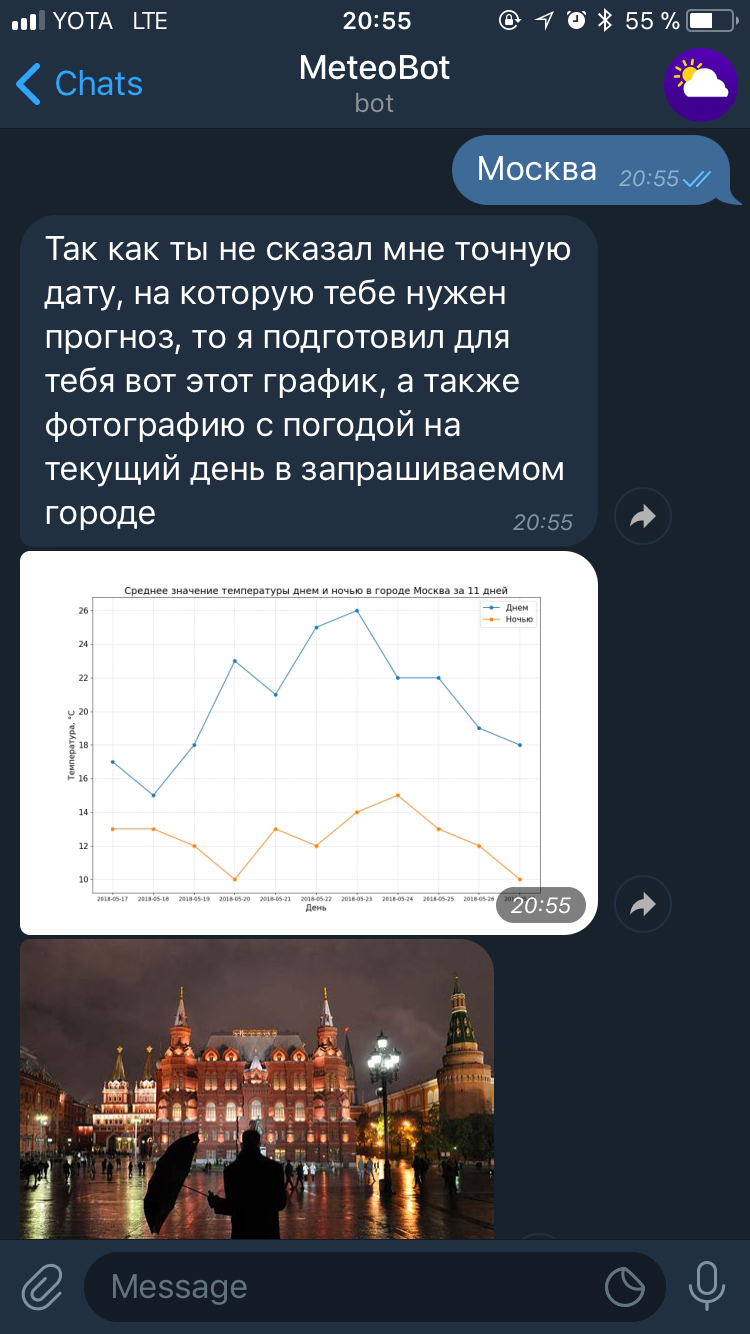 YOTA LTE 20:55 55 %
Chats
MeteoBot
bot
Москва 20:55
Так как ты не сказал мне точную
дату, на которую тебе нужен
прогноз, то я подготовил для
тебя вот этот график, а также
фотографию с погодой на
текущий день в запрашиваемом
городе
20:55
Среднее значение температуры днем и ночью в городе Москва за 11 дней
Днем
Ночью
Температура, °C
26
24
22
20
18
16
14
12
10
2018-05-17 2018-05-18 2018-05-19 2018-05-20 2018-05-21 2018-05-22 2018-05-23 2018-05-24 2018-05-25 2018-05-26
День
20:55
Message